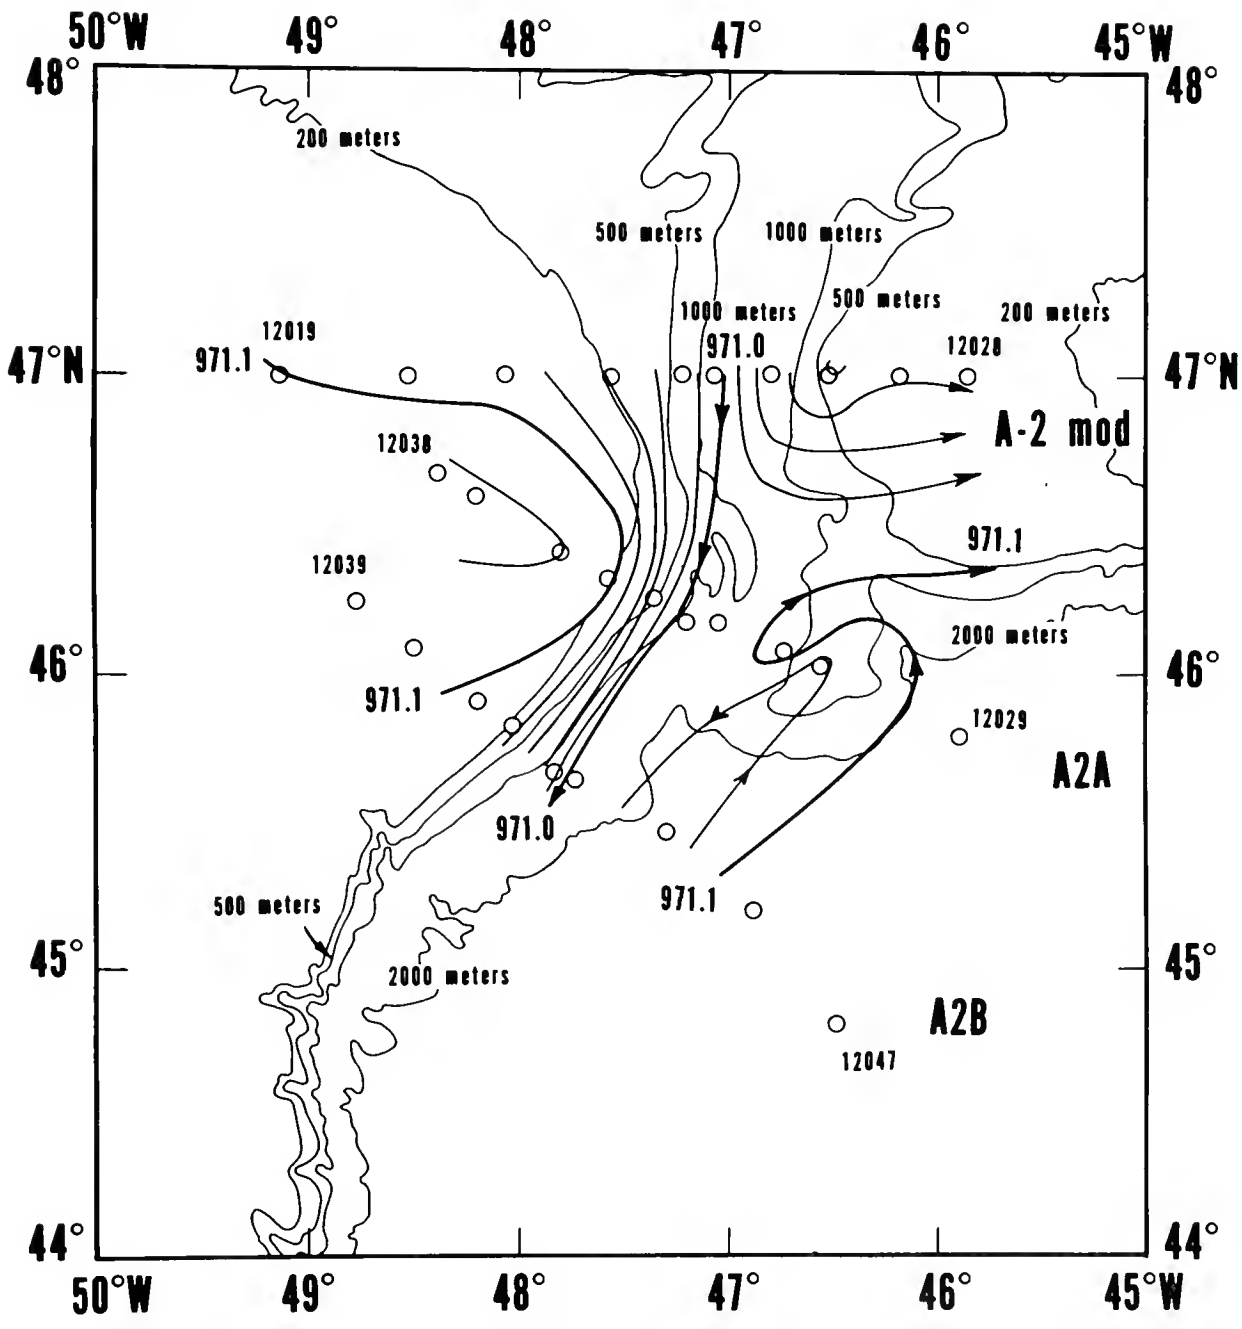 50°W 49° 48° 47° 46° 45°W
48° 48°
200 meters
500 meters 1000 meters
500 meters
1000 meters 200 meters
12019
971.1 971.0 12028
47°N 47°N
A-2 mod
12038
971.1
12039
2000 meters
46° 46°
971.1
12029
A2A
971.0
971.1
500 meters
45° 45°
2000 meters
A2B
12047
44° 44°
50°W 49° 48° 47° 46° 45°W